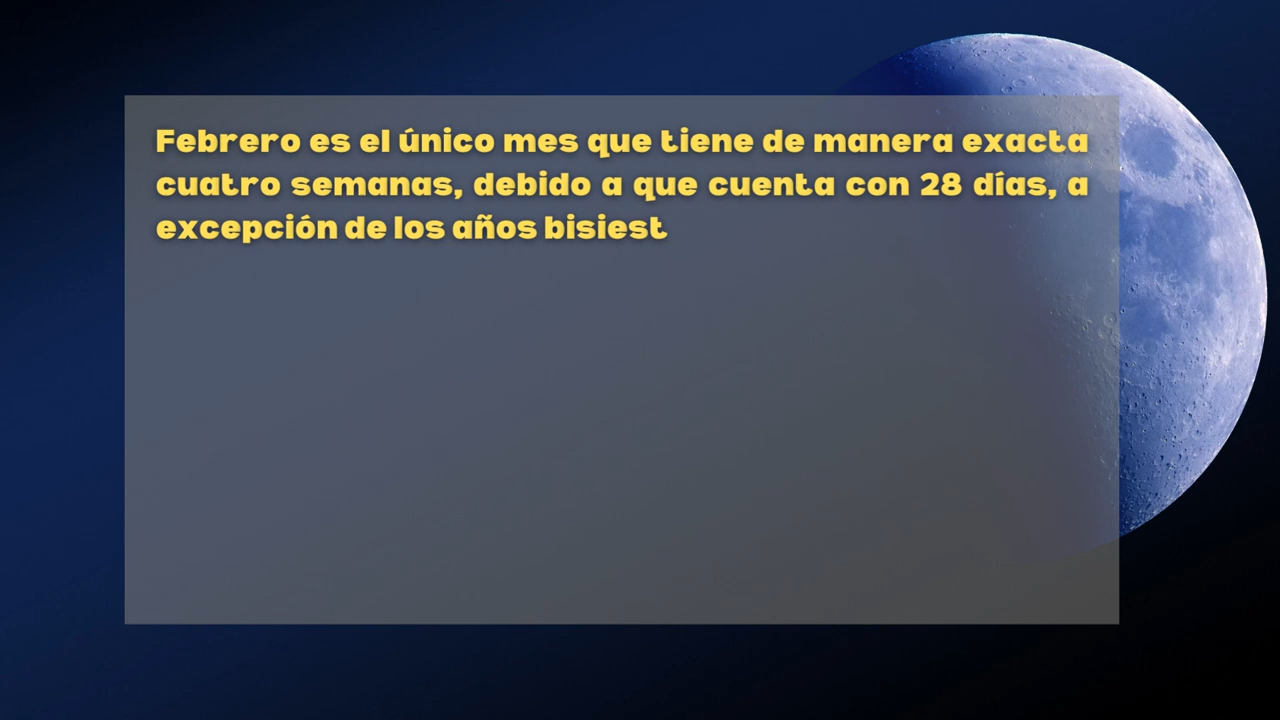 Febrero es el único mes que tiene de manera exacta
cuatro semanas, debido a que cuenta con 28 días, a
excepción de los años bisiest